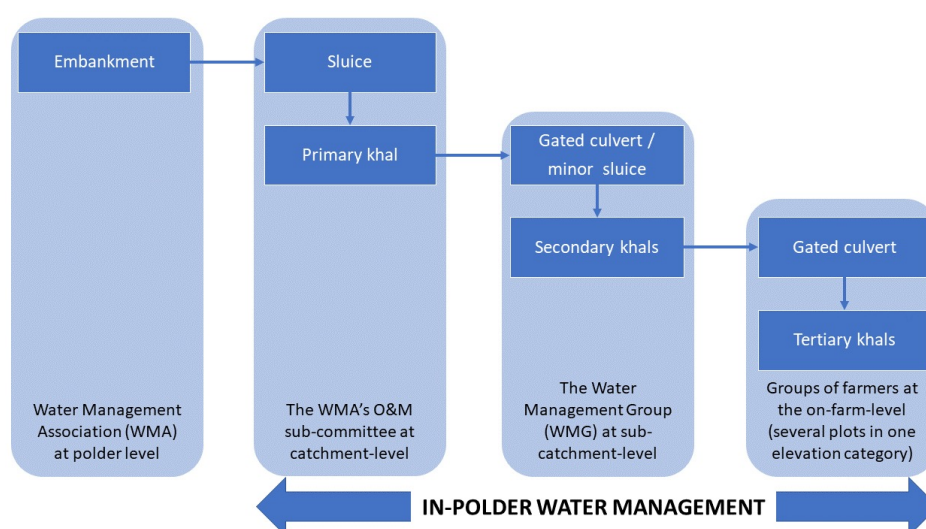 Embankment
Sluice
Primary khal
Gated culvert /
minor sluice
Secondary khals
Gated culvert
Tertiary khals
Water Management
Association (WMA)
at polder level
The WMA's O&M
sub-committee at
catchment-level
The Water
Management Group
(WMG) at sub-
catchment-level
Groups of farmers at
the on-farm-level
(several plots in one
elevation category)
IN-POLDER WATER MANAGEMENT